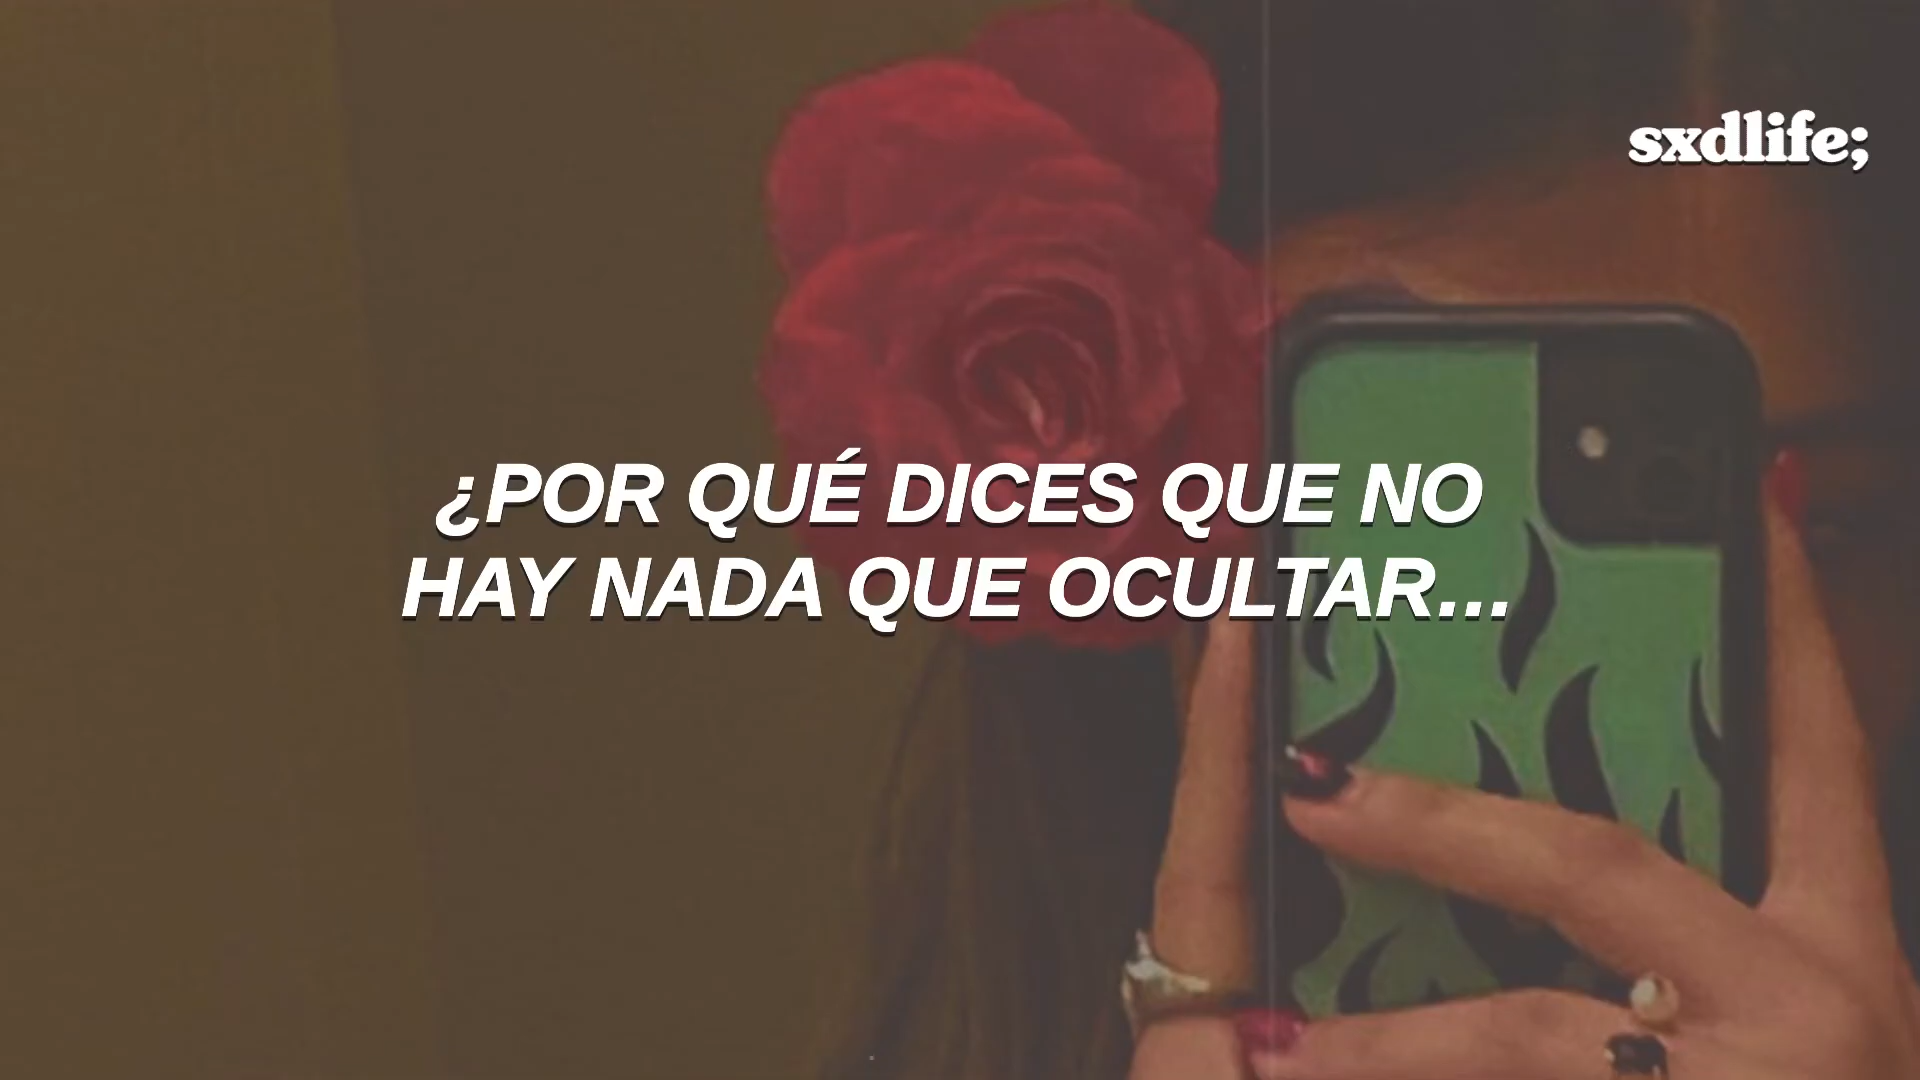 sxdlife;
¿POR QUÉ DICES QUE NO
HAY NADA QUE OCULTAR...